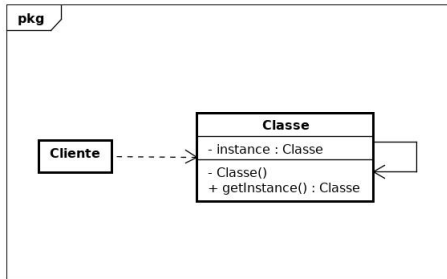 pkg
Classe
- instance : Classe
Cliente
- Classe()
+ getInstance() : Classe